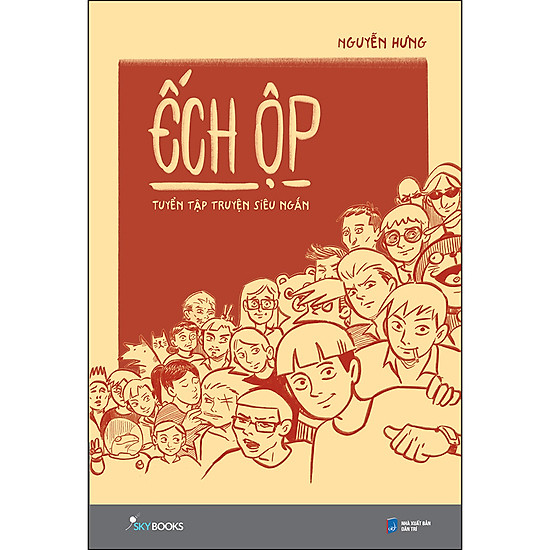 NGUYỄN HƯNG
ẾCH ỘP
TUYỂN TẬP TRUYỆN SIÊU NGẮN
SKYBOOKS
NHÀ XUẤT BẢN
DÂN TRÍ